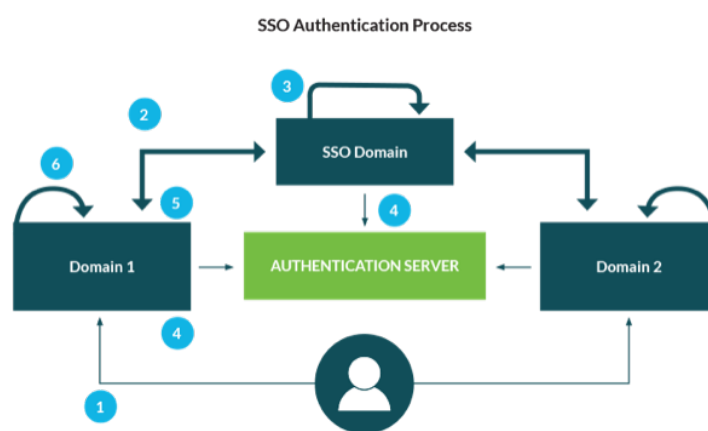 SSO Authentication Process
3
2
SSO Domain
6
5
4
Domain 1
AUTHENTICATION SERVER
Domain 2
4
1